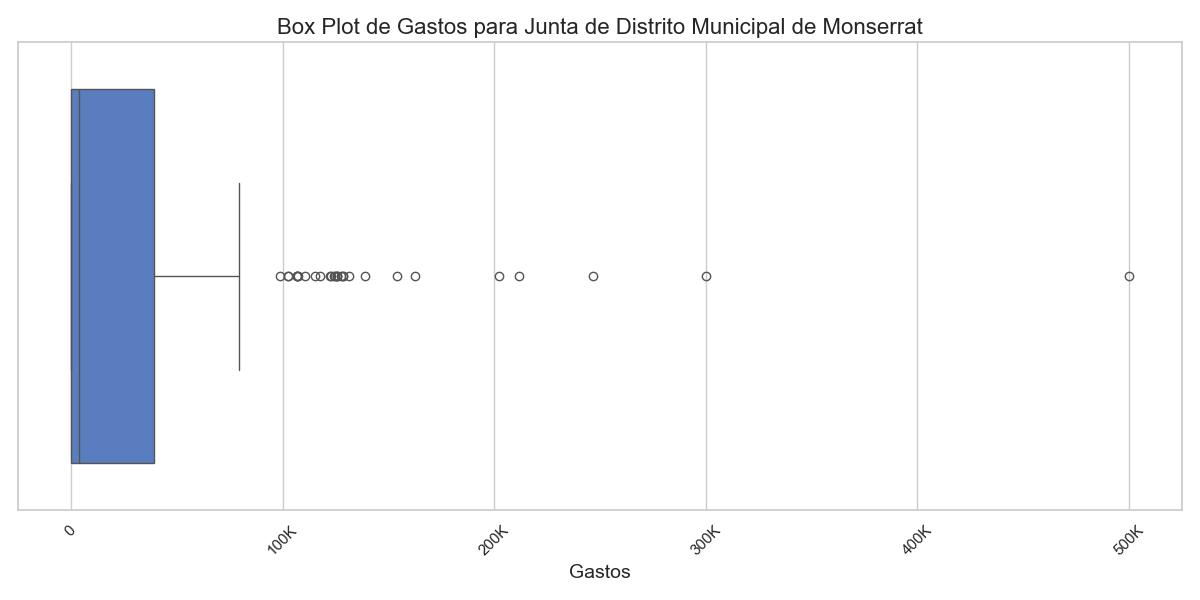 Box Plot de Gastos para Junta de Distrito Municipal de Monserrat
0
100K
200K
300K
400K
500K
Gastos